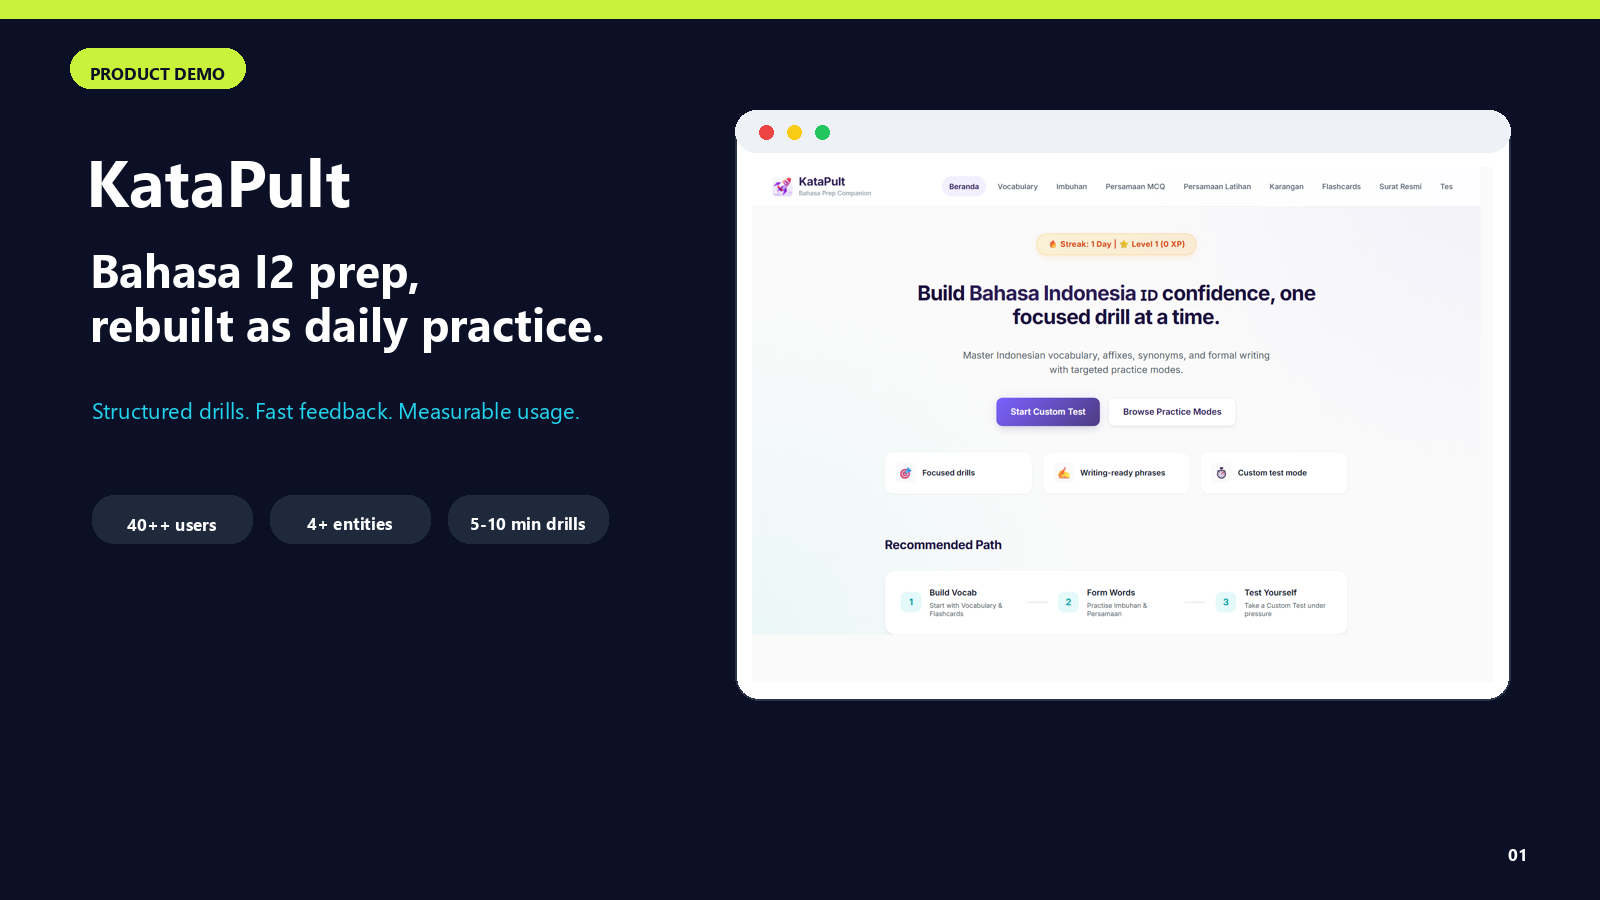 PRODUCT DEMO
KataPult
Bahasa I2 prep,
rebuilt as daily practice.
Structured drills. Fast feedback. Measurable usage.
40++ users
4+ entities
5-10 min drills
KataPult
Bahasa Prep Companion
Beranda
Vocabulary
Imbuhan
Persamaan MCQ
Persamaan Latihan
Karangan
Flashcards
Surat Resmi
Tes
Streak: 1 Day | Level 1 (0 XP)
Build Bahasa Indonesia ID confidence, one
focused drill at a time.
Master Indonesian vocabulary, affixes, synonyms, and formal writing
with targeted practice modes.
Start Custom Test
Browse Practice Modes
Focused drills
Writing-ready phrases
Custom test mode
Recommended Path
1
Build Vocab
Start with Vocabulary &
Flashcards
2
Form Words
Practise Imbuhan &
Persamaan
3
Test Yourself
Take a Custom Test under
pressure
01